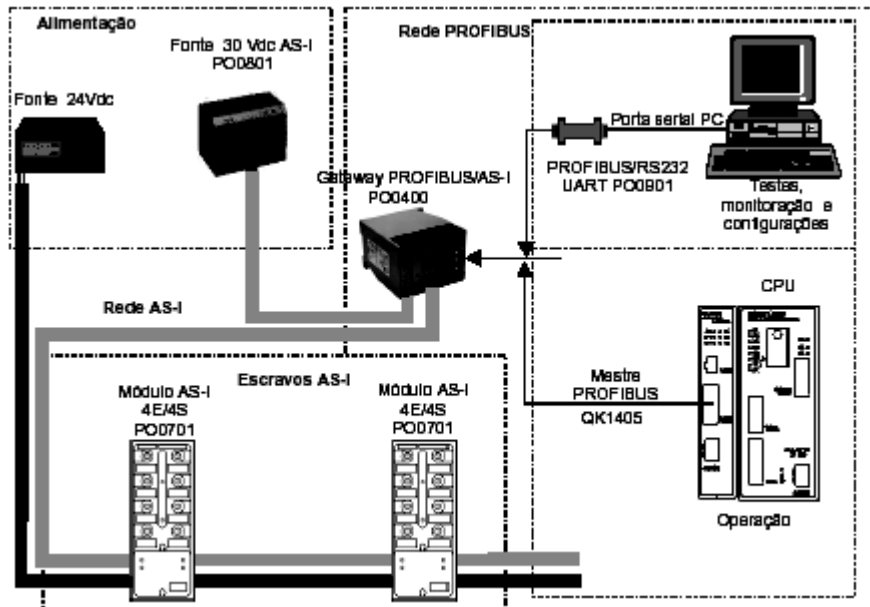 Alimentação
Fonte 30 Vdc AS-I
PO0801
Fonte 24Vdc
Rede PROFIBUS
Porta serial PC
PROFIBUS/RS232
UART PO0901
Testes,
monitoração e
configurações
Gateway PROFIBUS/AS-I
PO0400
Rede AS-I
CPU
Mestre
PROFIBUS
QK1405
Operação
Escravos AS-I
Módulo AS-I
4E/4S
PO0701
Módulo AS-I
4E/4S
PO0701